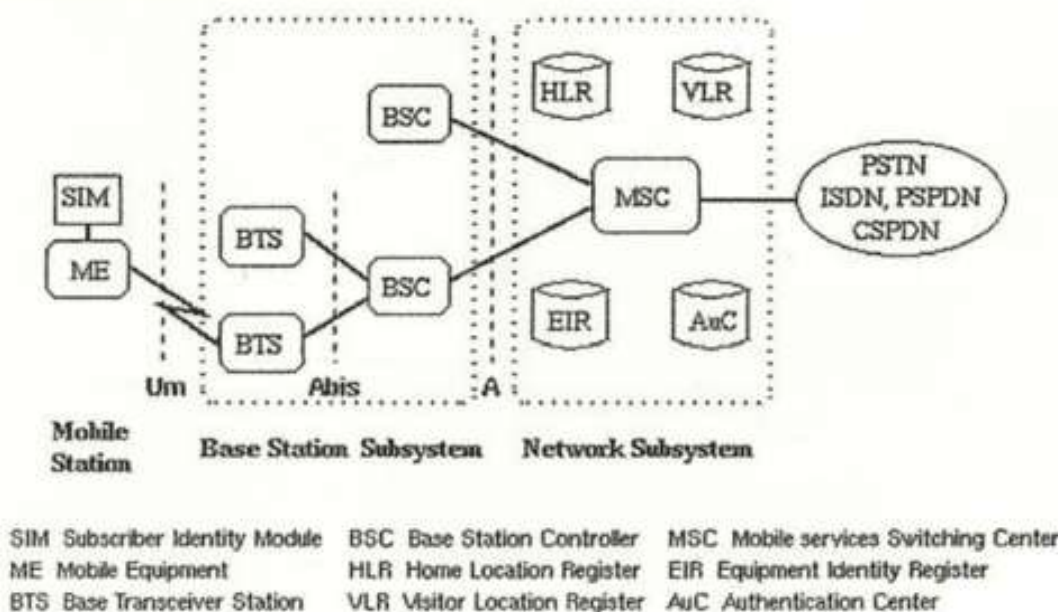 HLR
VLR
BSC
SIM
MSC
PSTN
ISDN, PSPDN
CSPDN
BTS
ME
BSC
EIR
AuC
BTS
Um
Abis
A
Mobile
Station
Base Station Subsystem
Network Subsystem
SIM Subscriber Identity Module
BSC Base Station Controller
MSC Mobile services Switching Center
ME Mobile Equipment
HLR Home Location Register
EIR Equipment Identity Register
BTS Base Transceiver Station
VLR Visitor Location Register
AuC Authentication Center